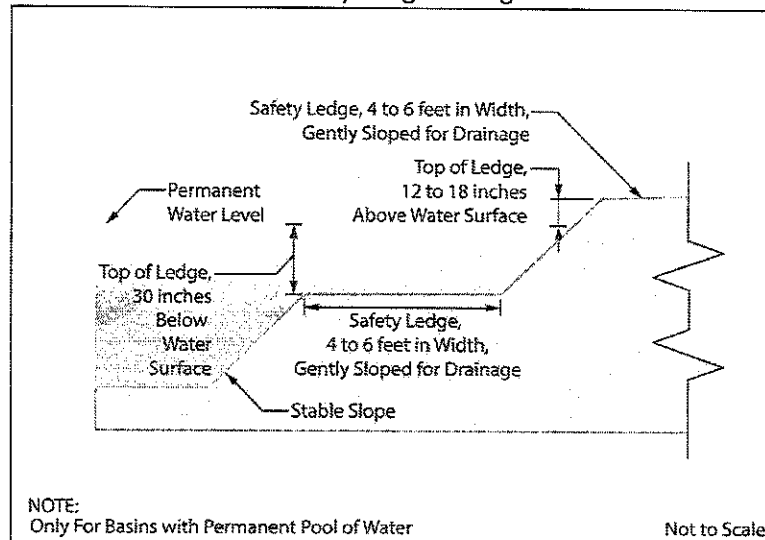 Safety Ledge, 4 to 6 feet in Width,
Gently Sloped for Drainage
Top of Ledge,
12 to 18 inches
Above Water Surface
Permanent
Water Level
Top of Ledge,
30 inches
Below
Water
Surface
Safety Ledge,
4 to 6 feet in Width,
Gently Sloped for Drainage
Stable Slope
NOTE:
Only For Basins with Permanent Pool of Water
Not to Scale